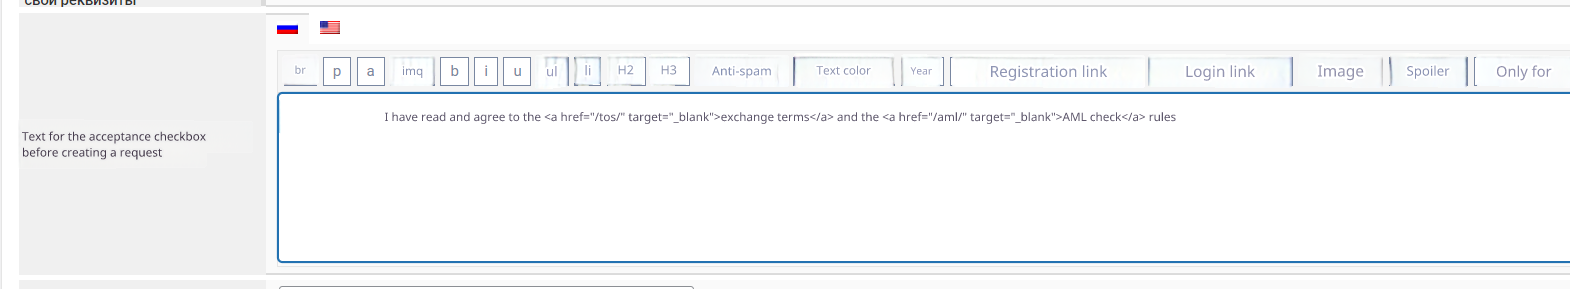 свои реквизиты
br p a imq b i u ul li H2 H3 Anti-spam Text color Year Registration link Login link Image Spoiler Only for
I have read and agree to the <a href="/tos/" target="_blank">exchange terms</a> and the <a href="/aml/" target="_blank">AML check</a> rules
Text for the acceptance checkbox
before creating a request